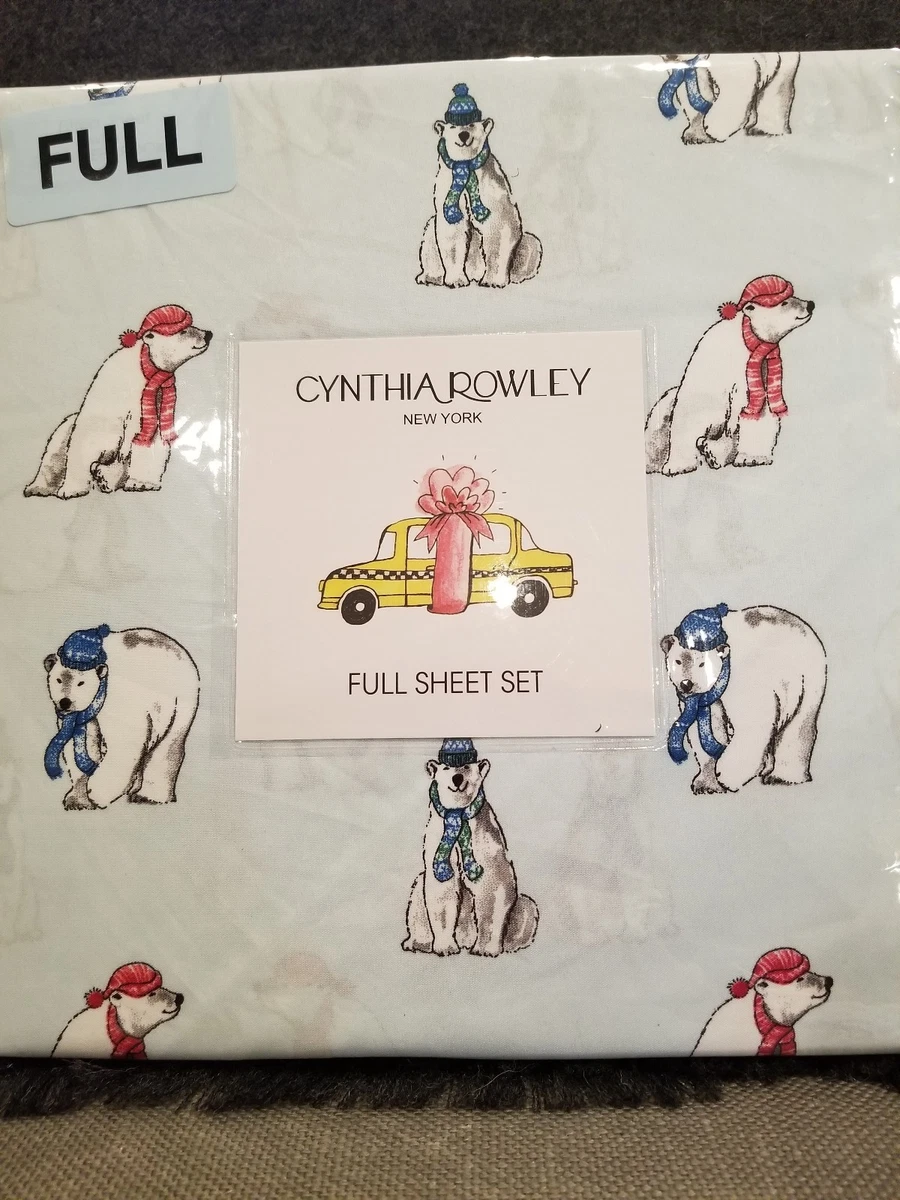 FULL
CYNTHIA ROWLEY
NEW YORK
FULL SHEET SET